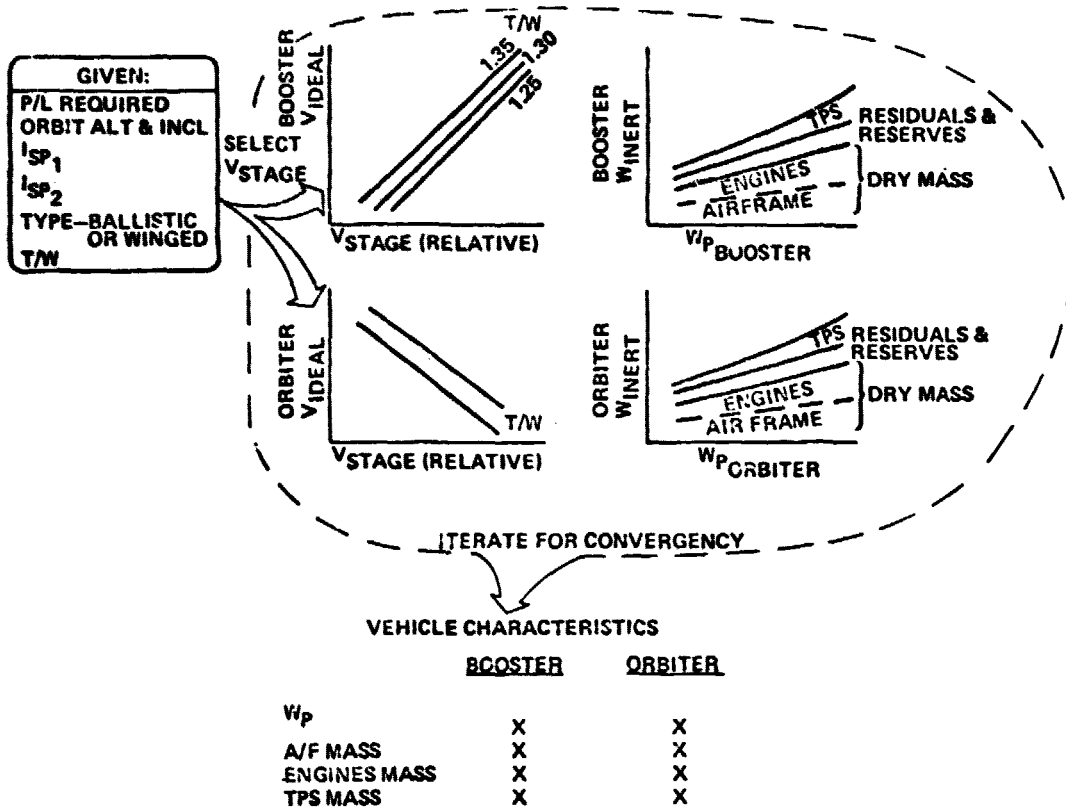 GIVEN:
P/L REQUIRED
ORBIT ALT & INCL
ISP1
ISP2
TYPE—BALLISTIC
OR WINGED
T/W
SELECT
VSTAGE
BOOSTER
VIDEAL
T/W
1.35
1.30
1.25
VSTAGE (RELATIVE)
BOOSTER
WINERT
TPS
RESIDUALS &
RESERVES
ENGINES
AIRFRAME
DRY MASS
WPBOOSTER
ORBITER
VIDEAL
T/W
VSTAGE (RELATIVE)
ORBITER
WINERT
TPS
RESIDUALS &
RESERVES
ENGINES
AIR FRAME
DRY MASS
WPORBITER
ITERATE FOR CONVERGENCY
VEHICLE CHARACTERISTICS
BOOSTER ORBITER
WP X X
A/F MASS X X
ENGINES MASS X X
TPS MASS X X